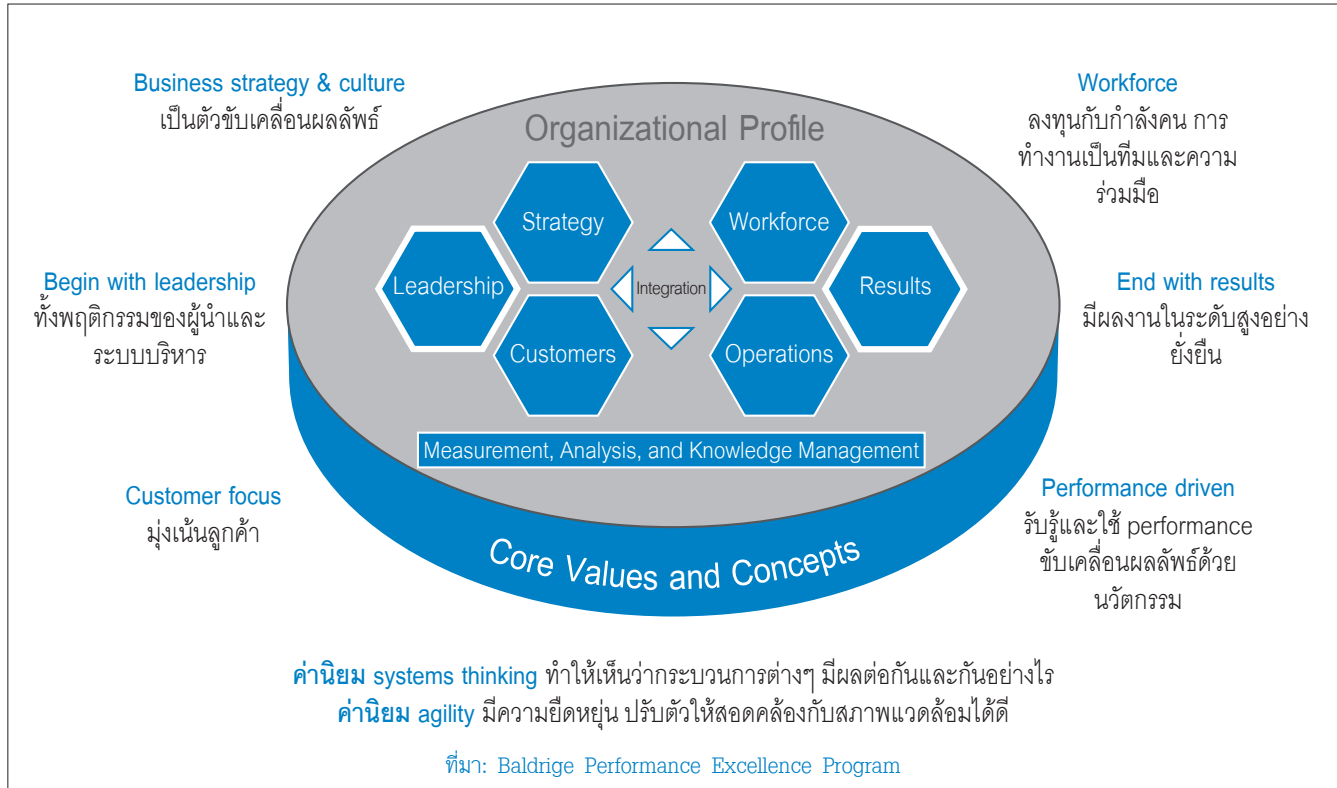 Business strategy & culture
เป็นตัวขับเคลื่อนผลลัพธ์
Workforce
ลงทุนกับกำลังคน การ
ทำงานเป็นทีมและความ
ร่วมมือ
Organizational Profile
Strategy
Workforce
Leadership
Integration
Results
Customers
Operations
Begin with leadership
ทั้งพฤติกรรมของผู้นำและ
ระบบบริหาร
End with results
มีผลงานในระดับสูงอย่าง
ยั่งยืน
Measurement, Analysis, and Knowledge Management
Customer focus
มุ่งเน้นลูกค้า
Performance driven
รับรู้และใช้ performance
ขับเคลื่อนผลลัพธ์ด้วย
นวัตกรรม
Core Values and Concepts
ค่านิยม systems thinking ทำให้เห็นว่ากระบวนการต่างๆ มีผลต่อกันและกันอย่างไร
ค่านิยม agility มีความยืดหยุ่น ปรับตัวให้สอดคล้องกับสภาพแวดล้อมได้ดี
ที่มา: Baldrige Performance Excellence Program